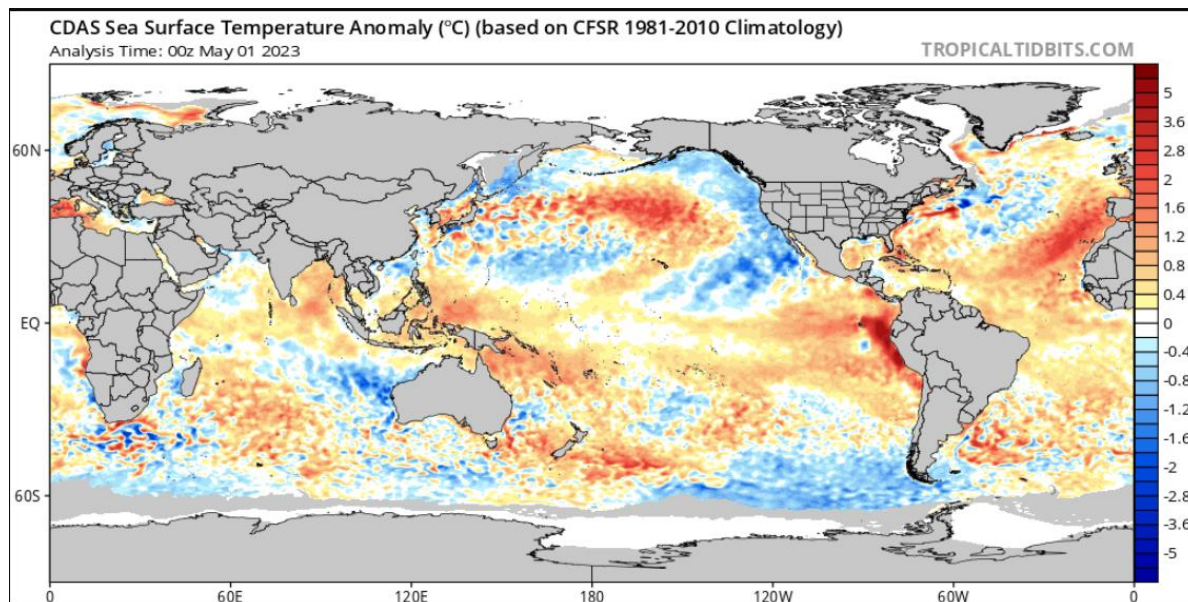 CDAS Sea Surface Temperature Anomaly (°C) (based on CFSR 1981-2010 Climatology)
Analysis Time: 00z May 01 2023
TROPICALTIDBITS.COM
60N
EQ
60S
0
60E
120E
180
120W
60W
0
5
3.6
2.8
2
1.6
1.2
0.8
0.4
0
-0.4
-0.8
-1.2
-1.6
-2
-2.8
-3.6
-5